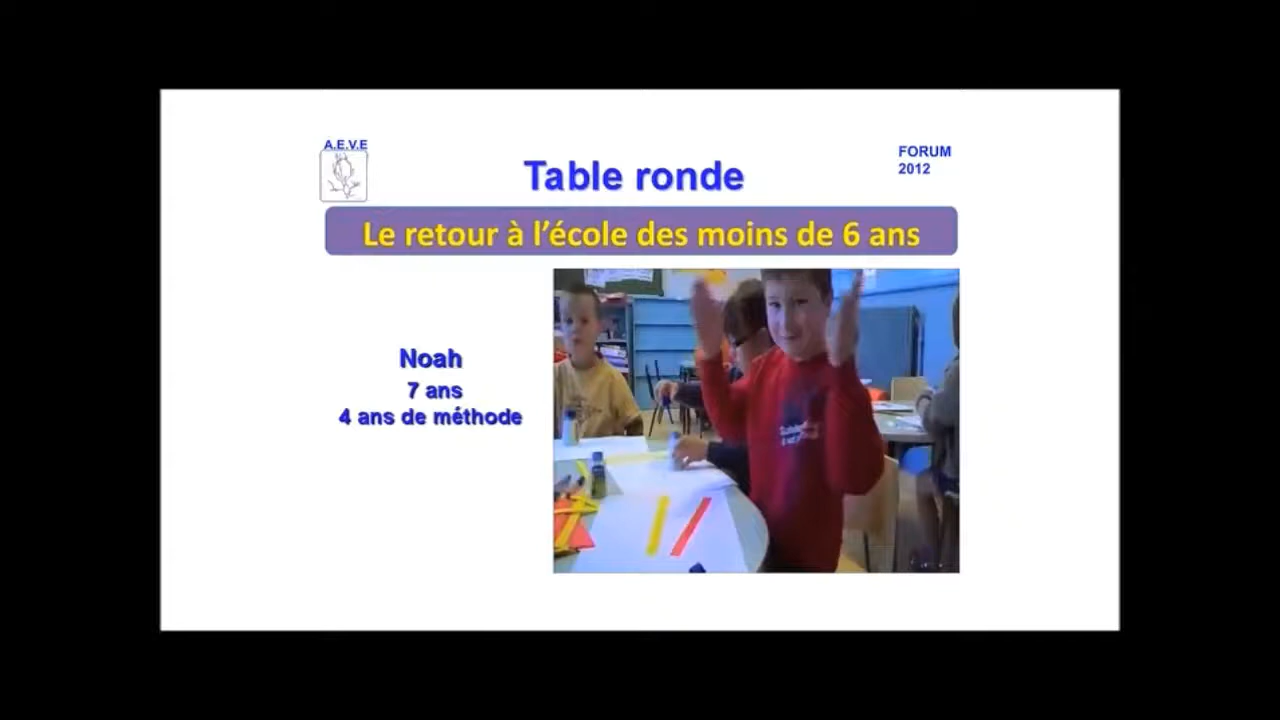 A.E.V.E
FORUM
2012
Table ronde
Le retour à l’école des moins de 6 ans
Noah
7 ans
4 ans de méthode